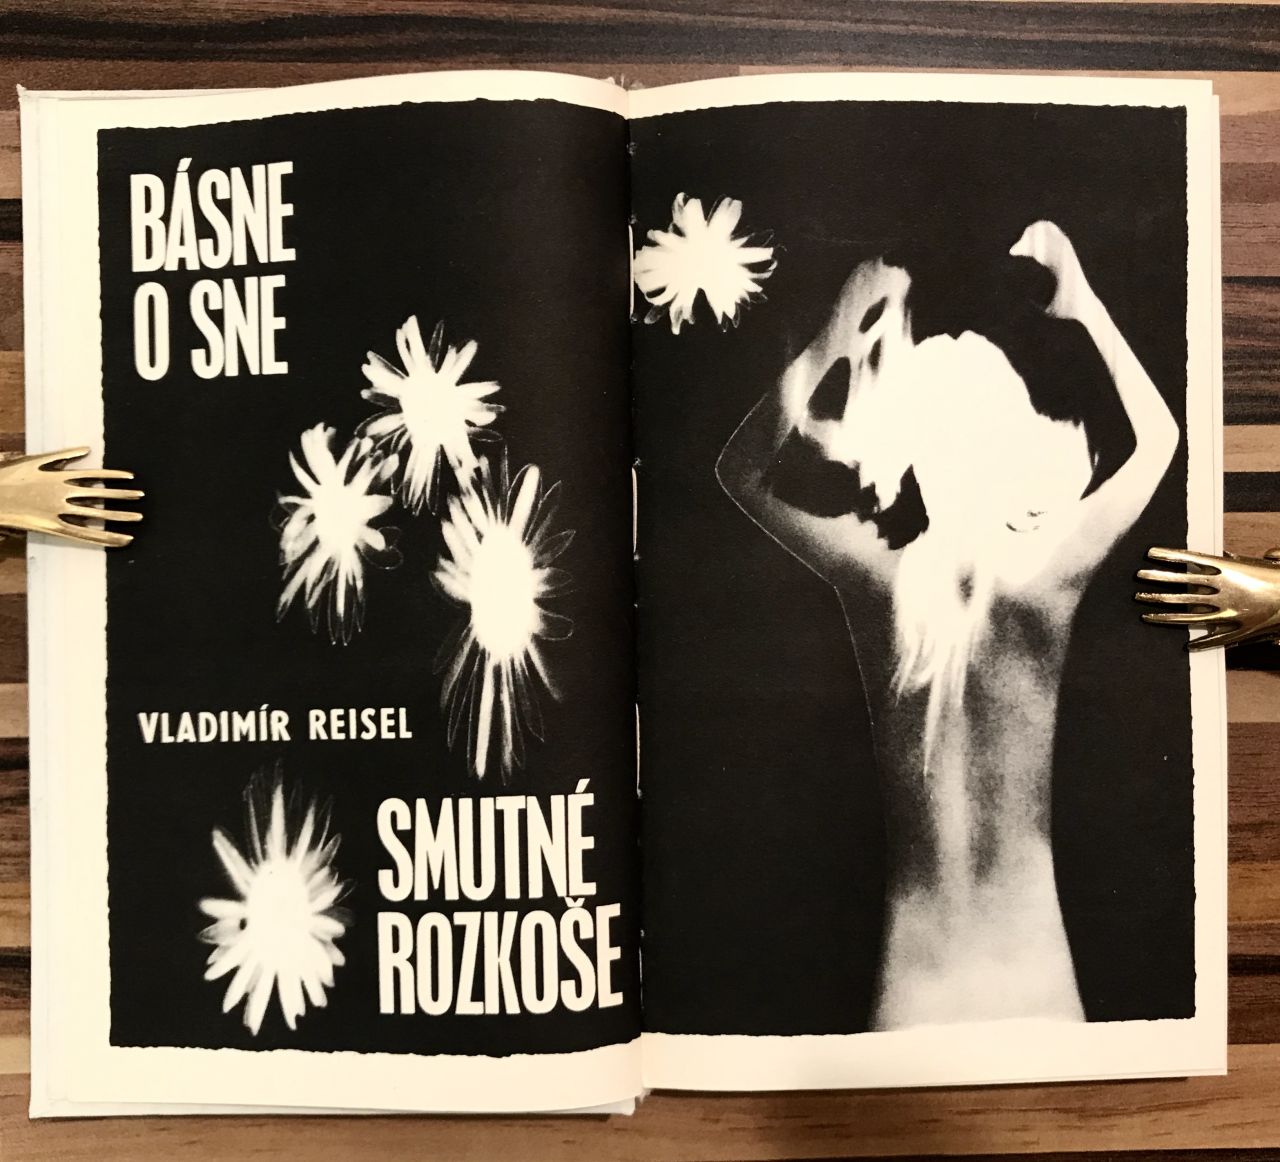 BÁSNE
O SNE
VLADIMÍR REISEL
SMUTNÉ
ROZKOŠE